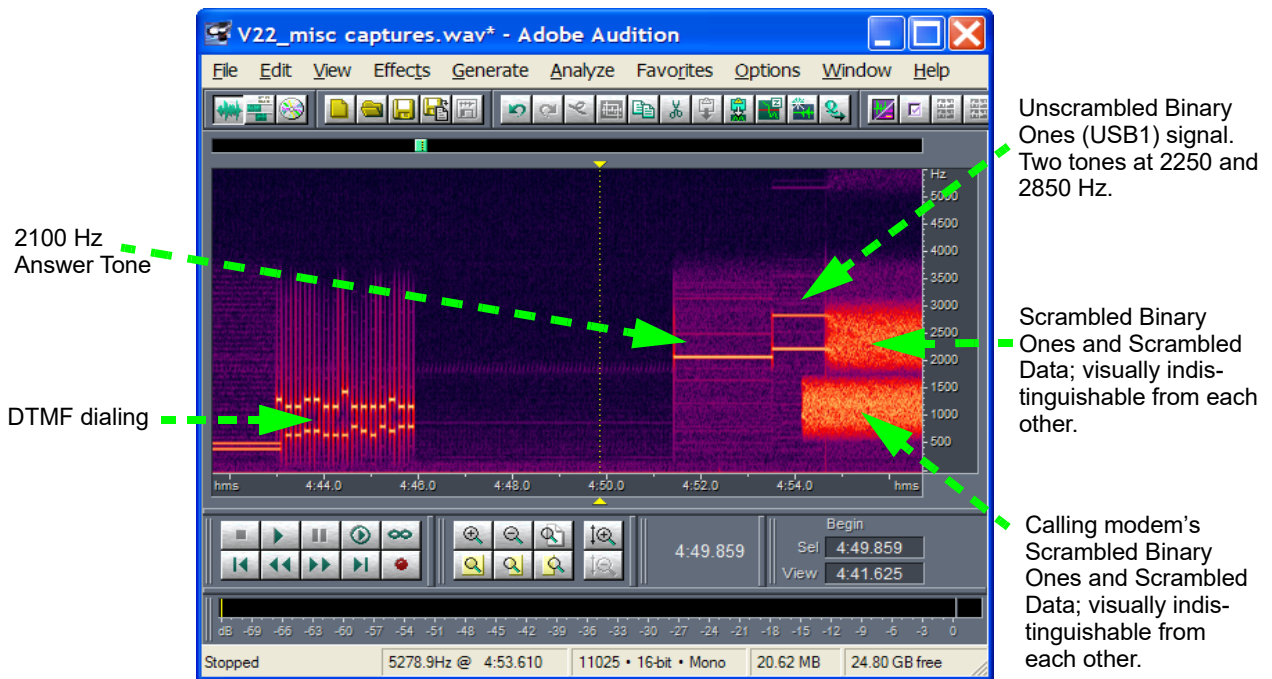 V22_misc captures.wav* - Adobe Audition
File Edit View Effects Generate Analyze Favorites Options Window Help
Unscrambled Binary
Ones (USB1) signal.
Two tones at 2250 and
2850 Hz.
2100 Hz
Answer Tone
Hz
5000
4500
4000
3500
3000
2500
2000
1500
1000
500
Scrambled Binary
Ones and Scrambled
Data; visually indis-
tinguishable from each
other.
DTMF dialing
hms 4:44.0 4:46.0 4:48.0 4:50.0 4:52.0 4:54.0 hms
Calling modem's
Scrambled Binary
Ones and Scrambled
Data; visually indis-
tinguishable from
each other.
4:49.859
Begin
Sel 4:49.859
View 4:41.625
dB -69 -66 -63 -60 -57 -54 -51 -48 -45 -42 -39 -36 -33 -30 -27 -24 -21 -18 -15 -12 -9 -6 -3 0
Stopped 5278.9Hz @ 4:53.610 11025 • 16-bit • Mono 20.62 MB 24.80 GB free